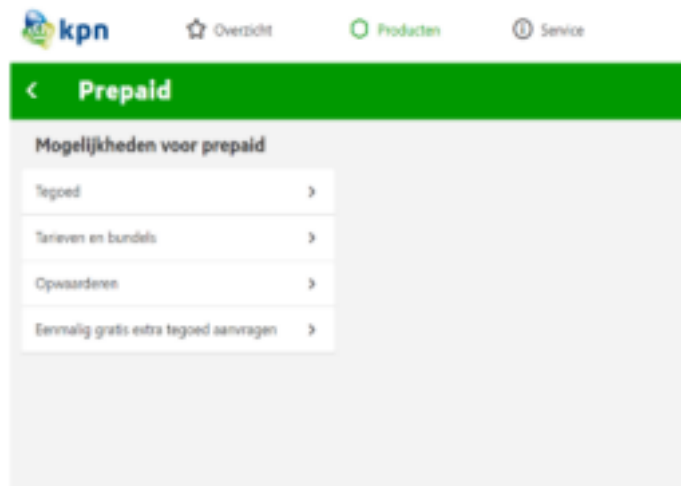 kpn
Overzicht
Producten
Service
Prepaid
Mogelijkheden voor prepaid
Tegoed
Tarieven en bundels
Opwaarderen
Eenmalig gratis extra tegoed aanvragen